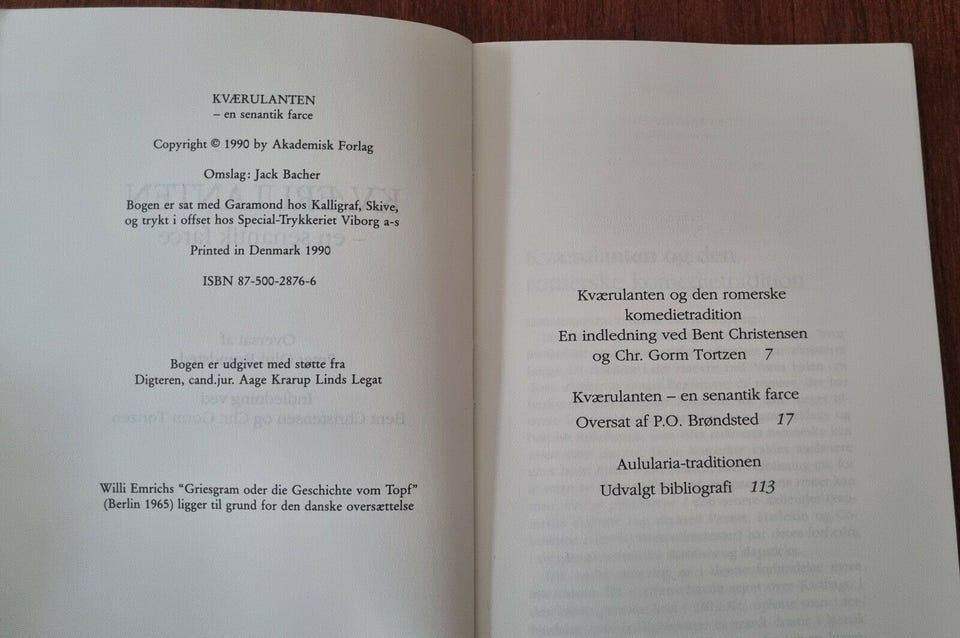 KVÆRULANTEN
– en senantik farce
Copyright © 1990 by Akademisk Forlag
Omslag: Jack Bacher
Bogen er sat med Garamond hos Kalligraf, Skive,
og trykt i offset hos Special-Trykkeriet Viborg a-s
Printed in Denmark 1990
ISBN 87-500-2876-6
Bogen er udgivet med støtte fra
Digteren, cand.jur. Aage Krarup Linds Legat
Willi Emrichs "Griesgram oder die Geschichte vom Topf"
(Berlin 1965) ligger til grund for den danske oversættelse
Kværulanten og den romerske
komedietradition
En indledning ved Bent Christensen
og Chr. Gorm Tortzen 7
Kværulanten – en senantik farce
Oversat af P.O. Brøndsted 17
Aulularia-traditionen
Udvalgt bibliografi 113